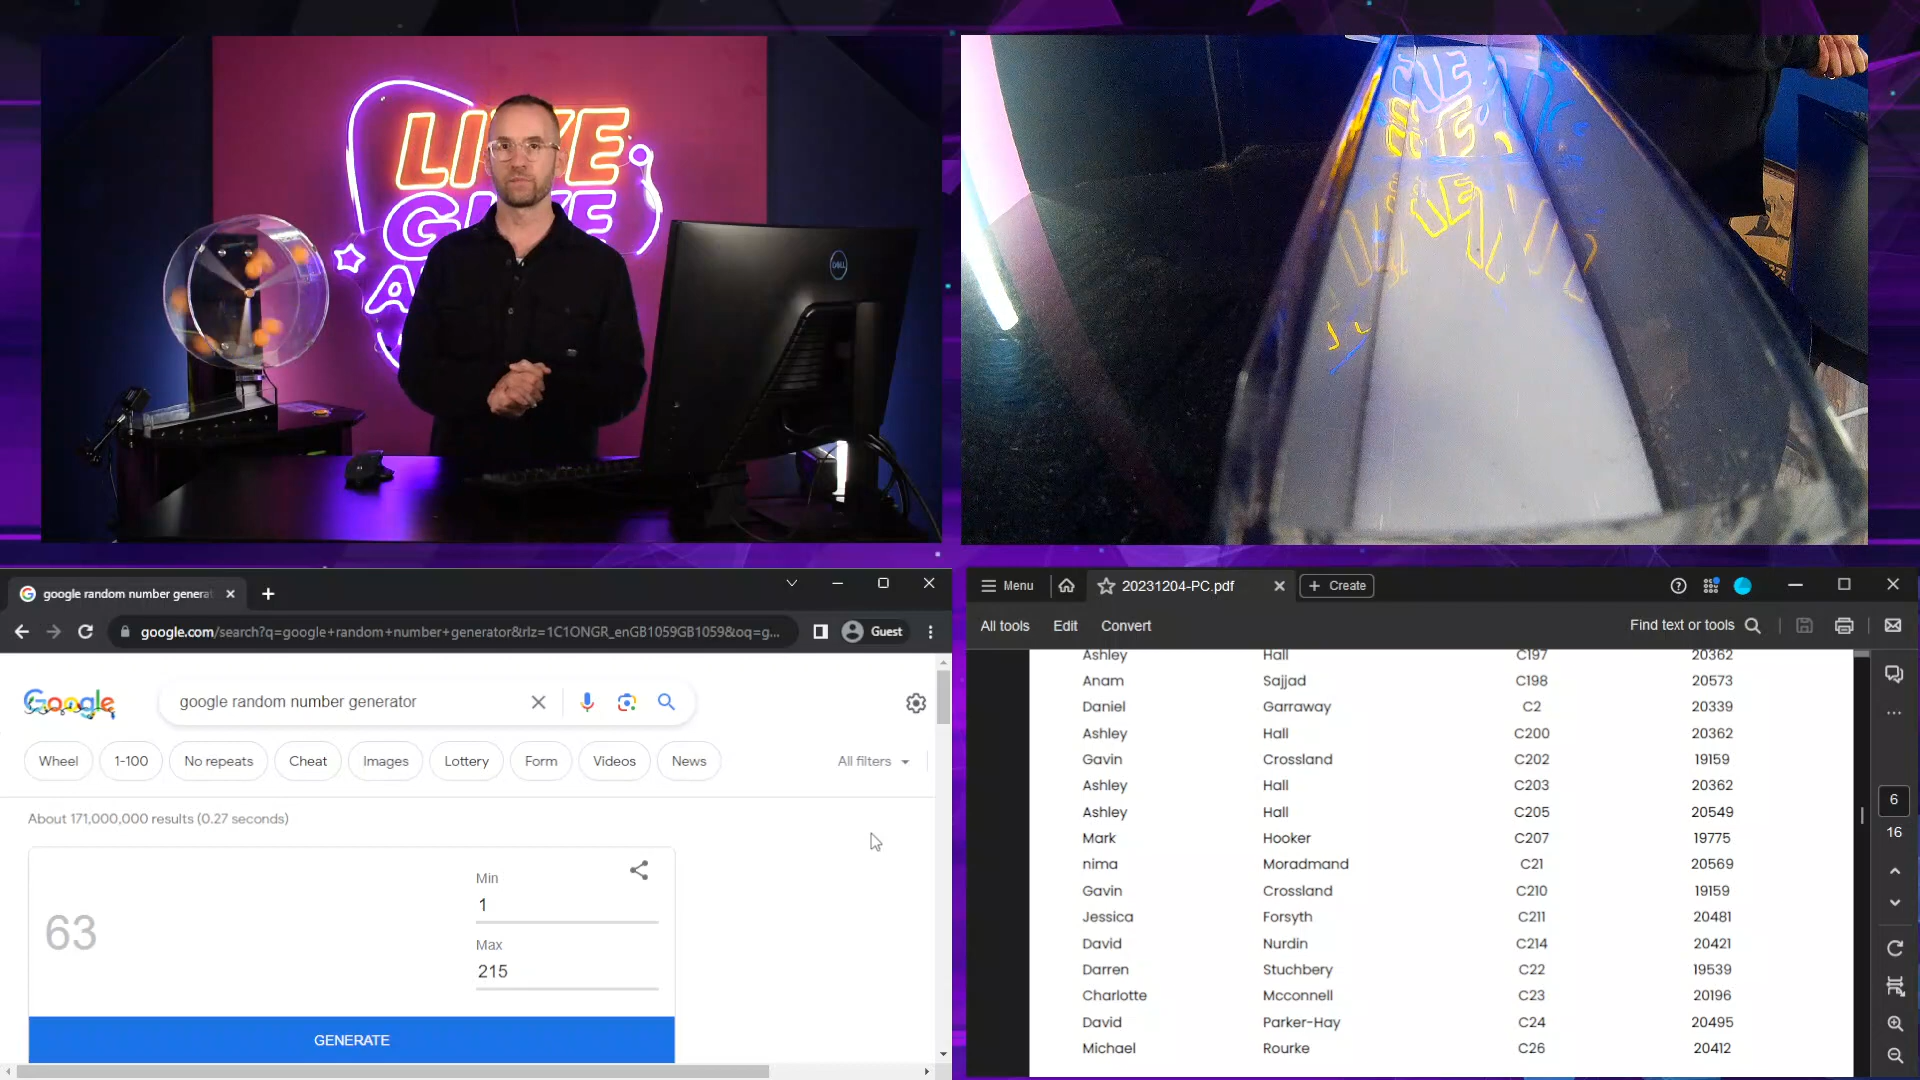 LIVE
GIVE
A
DELL
google random number genera
google.com/search?q=google+random+number+generator&rlz=1C1ONGR_enGB1059GB1059&oq=g...
Guest
Google
google random number generator
Wheel
1-100
No repeats
Cheat
Images
Lottery
Form
Videos
News
All filters
About 171,000,000 results (0.27 seconds)
63
Min
1
Max
215
GENERATE
Menu
20231204-PC.pdf
Create
All tools
Edit
Convert
Find text or tools
Ashley Hall C197 20362
Anam Sajjad C198 20573
Daniel Garraway C2 20339
Ashley Hall C200 20362
Gavin Crossland C202 19159
Ashley Hall C203 20362
Ashley Hall C205 20549
Mark Hooker C207 19775
nima Moradmand C21 20569
Gavin Crossland C210 19159
Jessica Forsyth C211 20481
David Nurdin C214 20421
Darren Stuchbery C22 19539
Charlotte Mcconnell C23 20196
David Parker-Hay C24 20495
Michael Rourke C26 20412
6
16